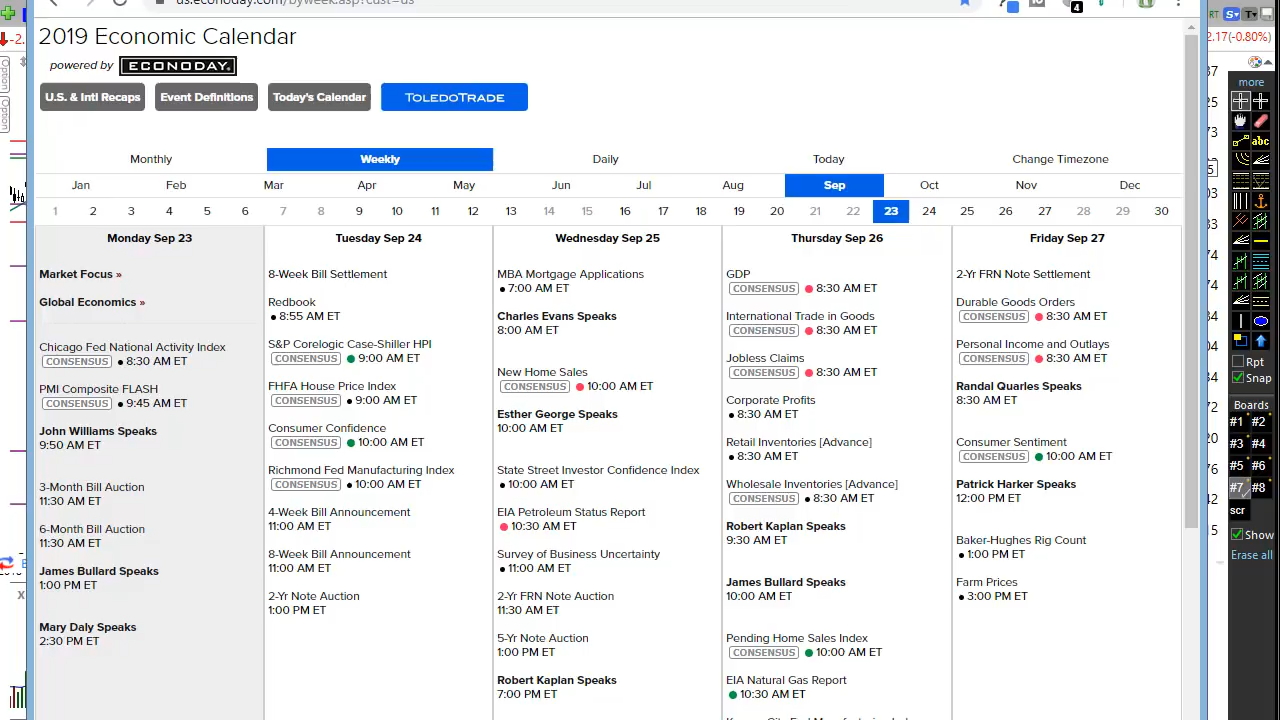 us.econoday.com/byweek.asp?cust=us
4
2019 Economic Calendar
powered by ECONODAY
U.S. & Intl Recaps Event Definitions Today's Calendar TOLEDOTRADE
Monthly Weekly Daily Today Change Timezone
Jan Feb Mar Apr May Jun Jul Aug Sep Oct Nov Dec
1 2 3 4 5 6 7 8 9 10 11 12 13 14 15 16 17 18 19 20 21 22 23 24 25 26 27 28 29 30
Monday Sep 23
Market Focus »
Global Economics »
Chicago Fed National Activity Index
CONSENSUS 8:30 AM ET
PMI Composite FLASH
CONSENSUS 9:45 AM ET
John Williams Speaks
9:50 AM ET
3-Month Bill Auction
11:30 AM ET
6-Month Bill Auction
11:30 AM ET
James Bullard Speaks
1:00 PM ET
Mary Daly Speaks
2:30 PM ET
Tuesday Sep 24
8-Week Bill Settlement
Redbook
8:55 AM ET
S&P Corelogic Case-Shiller HPI
CONSENSUS 9:00 AM ET
FHFA House Price Index
CONSENSUS 9:00 AM ET
Consumer Confidence
CONSENSUS 10:00 AM ET
Richmond Fed Manufacturing Index
CONSENSUS 10:00 AM ET
4-Week Bill Announcement
11:00 AM ET
8-Week Bill Announcement
11:00 AM ET
2-Yr Note Auction
1:00 PM ET
Wednesday Sep 25
MBA Mortgage Applications
7:00 AM ET
Charles Evans Speaks
8:00 AM ET
New Home Sales
CONSENSUS 10:00 AM ET
Esther George Speaks
10:00 AM ET
State Street Investor Confidence Index
10:00 AM ET
EIA Petroleum Status Report
10:30 AM ET
Survey of Business Uncertainty
11:00 AM ET
2-Yr FRN Note Auction
11:30 AM ET
5-Yr Note Auction
1:00 PM ET
Robert Kaplan Speaks
7:00 PM ET
Thursday Sep 26
GDP
CONSENSUS 8:30 AM ET
International Trade in Goods
CONSENSUS 8:30 AM ET
Jobless Claims
CONSENSUS 8:30 AM ET
Corporate Profits
8:30 AM ET
Retail Inventories [Advance]
8:30 AM ET
Wholesale Inventories [Advance]
CONSENSUS 8:30 AM ET
Robert Kaplan Speaks
9:30 AM ET
James Bullard Speaks
10:00 AM ET
Pending Home Sales Index
CONSENSUS 10:00 AM ET
EIA Natural Gas Report
10:30 AM ET
Friday Sep 27
2-Yr FRN Note Settlement
Durable Goods Orders
CONSENSUS 8:30 AM ET
Personal Income and Outlays
CONSENSUS 8:30 AM ET
Randal Quarles Speaks
8:30 AM ET
Consumer Sentiment
CONSENSUS 10:00 AM ET
Patrick Harker Speaks
12:00 PM ET
Baker-Hughes Rig Count
1:00 PM ET
Farm Prices
3:00 PM ET
Option
Option
RT S T
2.17(-0.80%)
more
abc
Rpt
Snap
Boards
#1 #2
#3 #4
#5 #6
#7 #8
scr
Show
Erase all